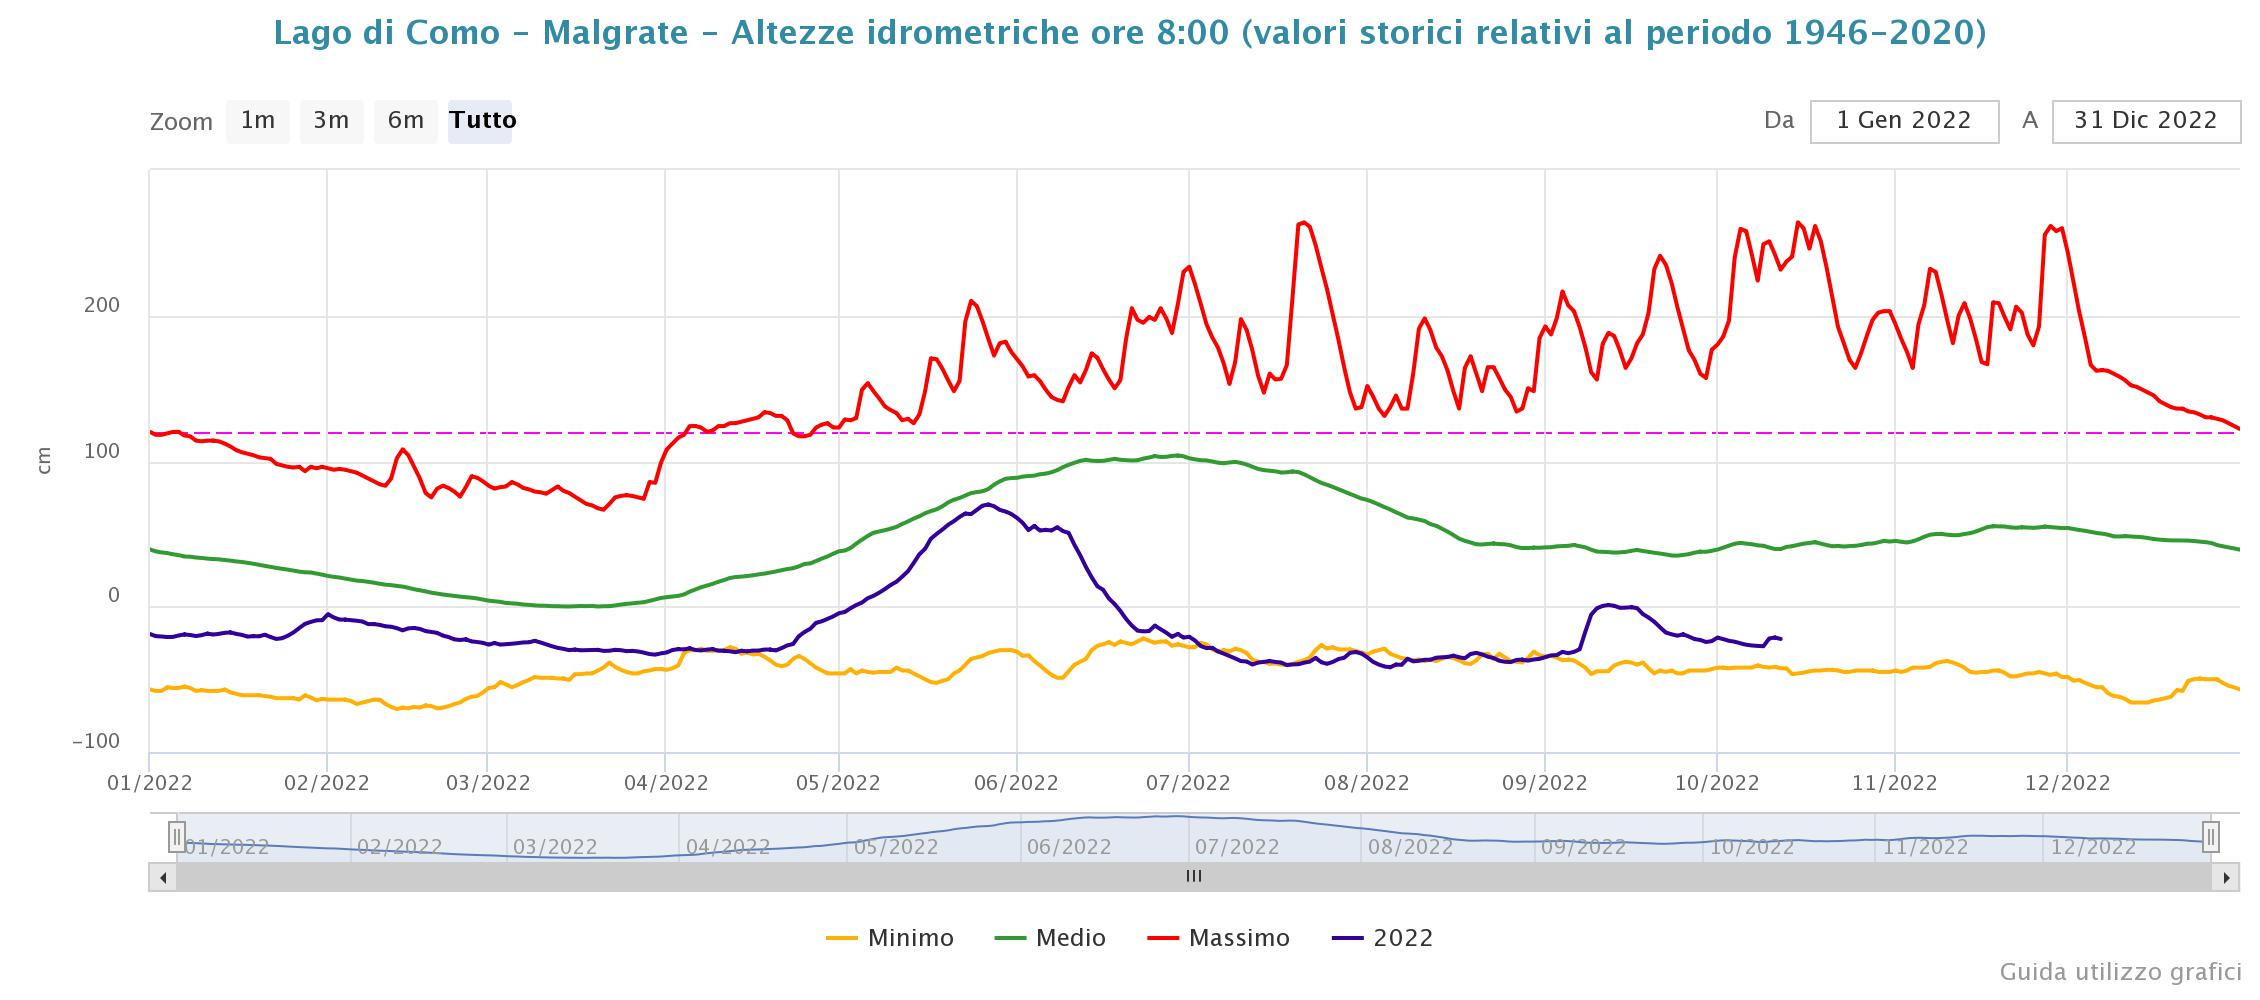 Lago di Como - Malgrate - Altezze idrometriche ore 8:00 (valori storici relativi al periodo 1946-2020)
Zoom 1m 3m 6m Tutto Da 1 Gen 2022 A 31 Dic 2022
200
100
cm
0
-100
01/2022 02/2022 03/2022 04/2022 05/2022 06/2022 07/2022 08/2022 09/2022 10/2022 11/2022 12/2022
01/2022 02/2022 03/2022 04/2022 05/2022 06/2022 07/2022 08/2022 09/2022 10/2022 11/2022 12/2022
Minimo Medio Massimo 2022
Guida utilizzo grafici